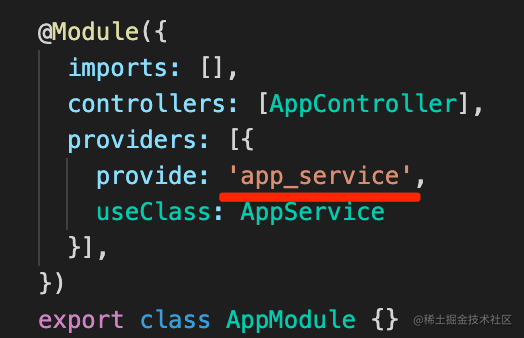 @Module({
  imports: [],
  controllers: [AppController],
  providers: [{
    provide: 'app_service',
    useClass: AppService
  }],
})
export class AppModule {}
@稀土掘金技术社区